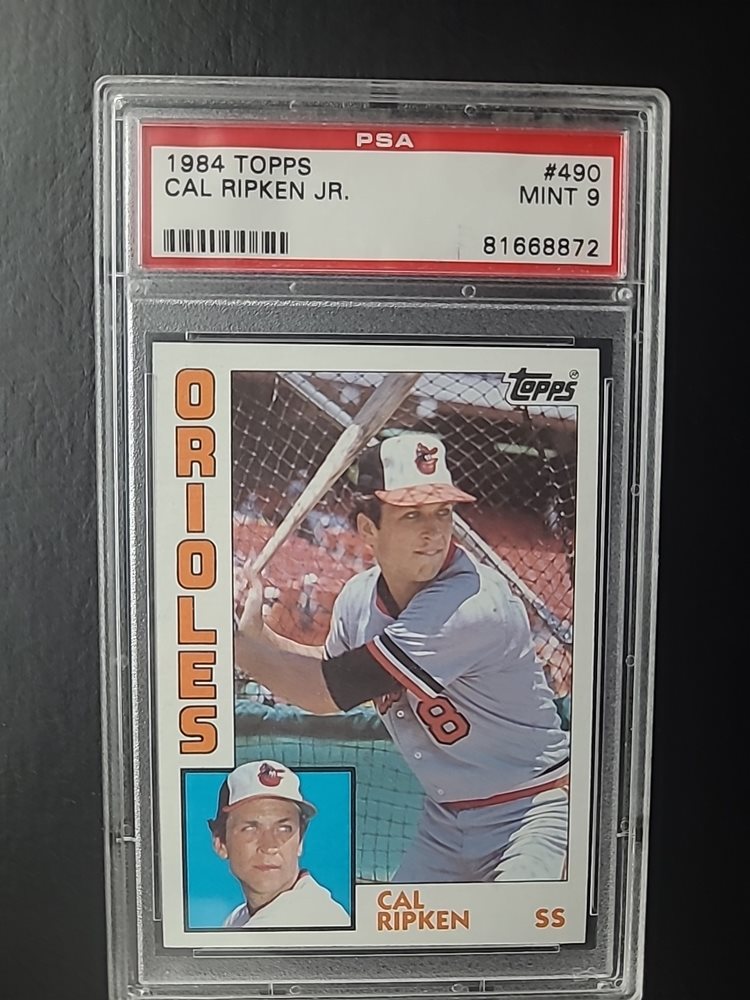 PSA
1984 TOPPS #490
CAL RIPKEN JR. MINT 9
81668872
TOPPS®
ORIOLES
8
CAL
RIPKEN SS